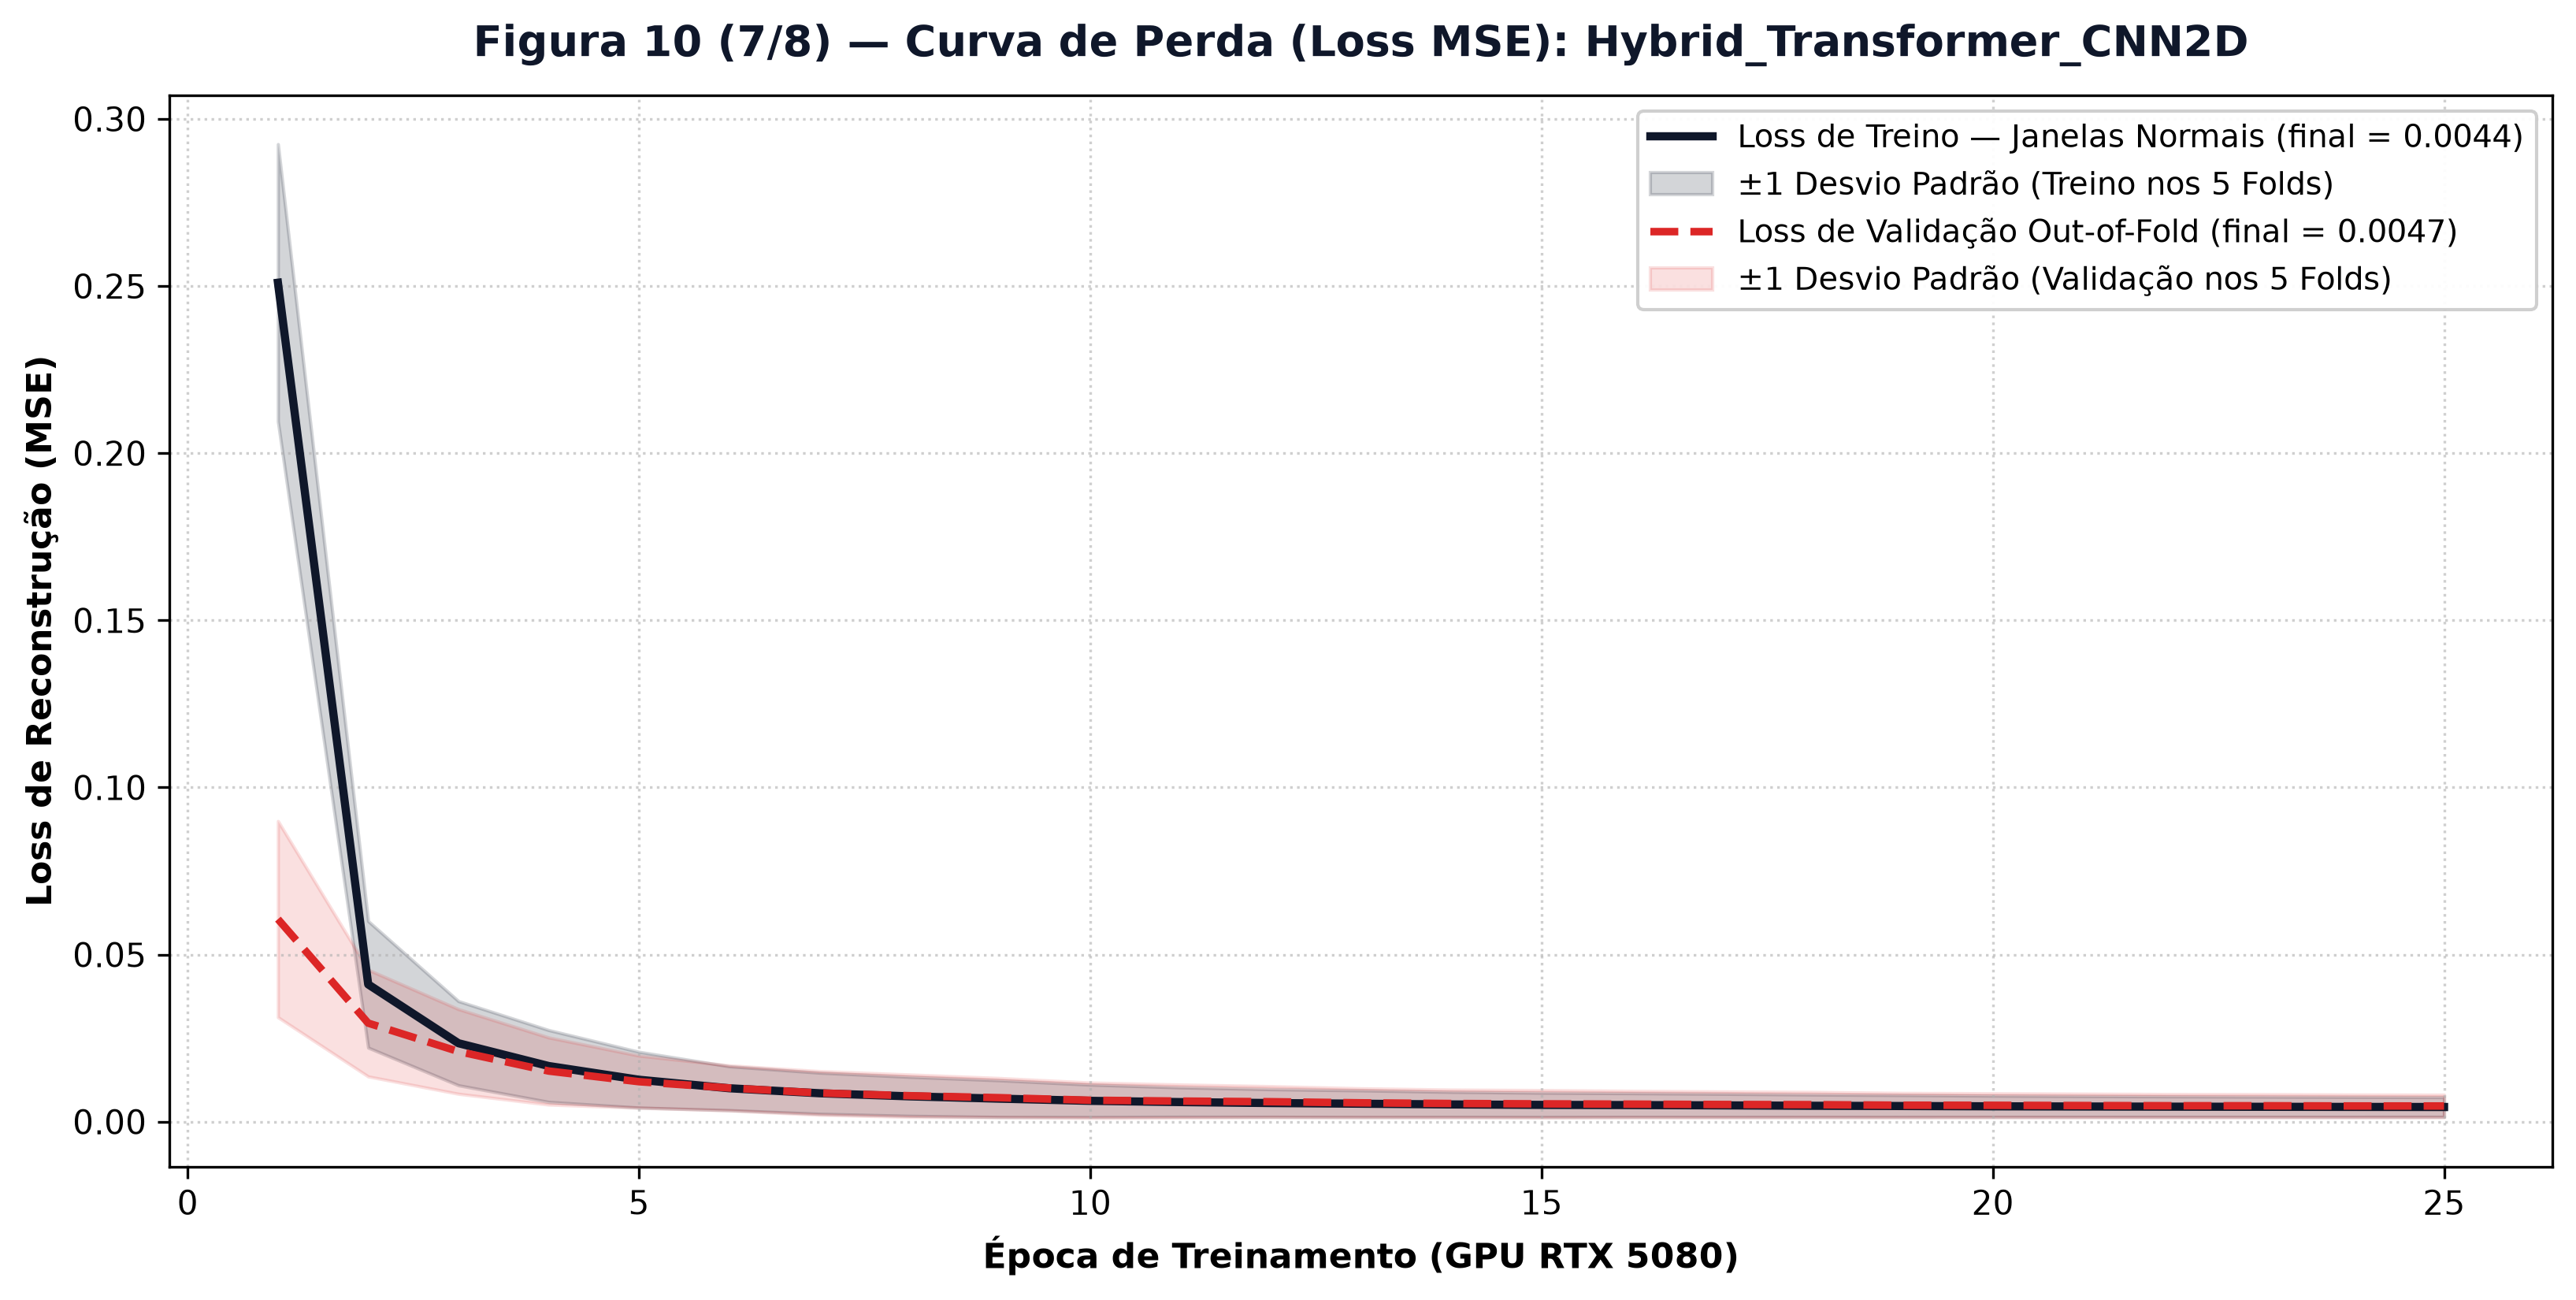 Figura 10 (7/8) — Curva de Perda (Loss MSE): Hybrid_Transformer_CNN2D
Loss de Reconstrução (MSE)
0.30
0.25
0.20
0.15
0.10
0.05
0.00
Loss de Treino — Janelas Normais (final = 0.0044)
±1 Desvio Padrão (Treino nos 5 Folds)
Loss de Validação Out-of-Fold (final = 0.0047)
±1 Desvio Padrão (Validação nos 5 Folds)
0 5 10 15 20 25
Época de Treinamento (GPU RTX 5080)